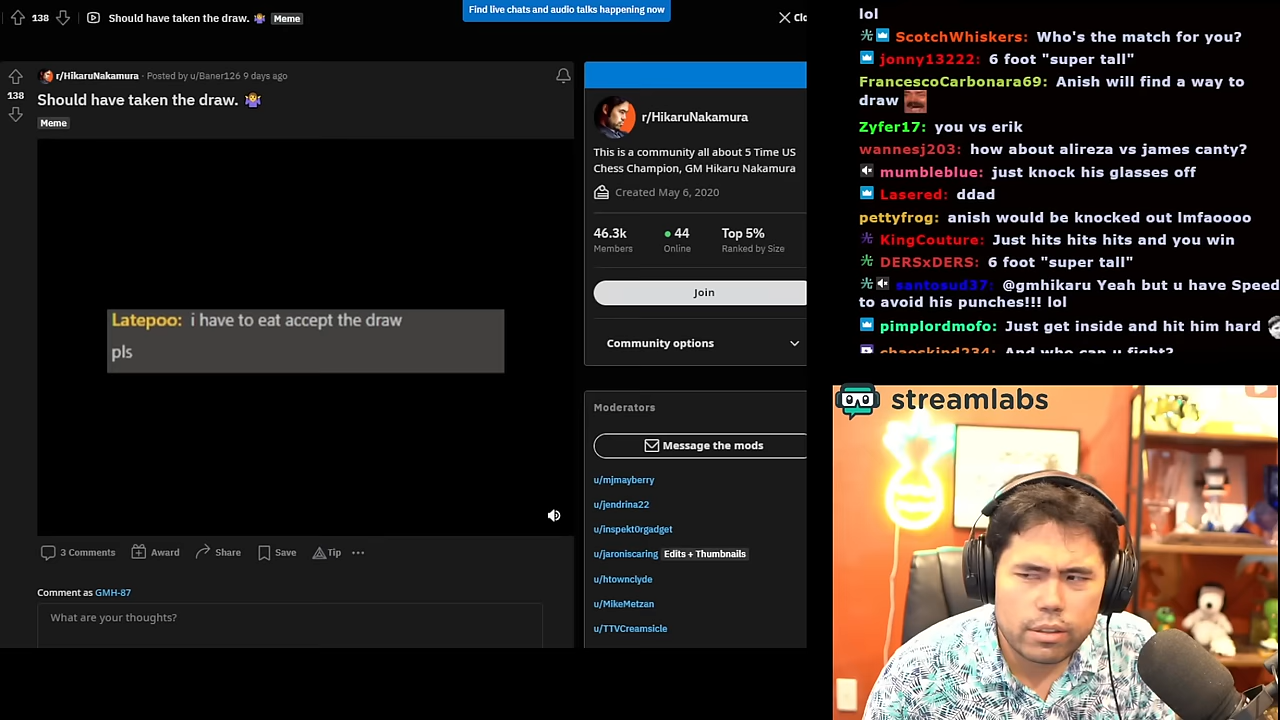 138
Should have taken the draw.
Meme
Find live chats and audio talks happening now
Clo
r/HikaruNakamura · Posted by u/Baner126 9 days ago
138
Should have taken the draw.
Meme
Latepoo: i have to eat accept the draw
pls
3 Comments
Award
Share
Save
Tip
Comment as GMH-87
What are your thoughts?
r/HikaruNakamura
This is a community all about 5 Time US
Chess Champion, GM Hikaru Nakamura
Created May 6, 2020
46.3k
44
Top 5%
Members
Online
Ranked by Size
Join
Community options
Moderators
Message the mods
u/mjmayberry
u/jendrina22
u/inspekt0rgadget
u/jaroniscaring Edits + Thumbnails
u/htownclyde
u/MikeMetzan
u/TTVCreamsicle
lol
ScotchWhiskers: Who's the match for you?
jonny13222: 6 foot "super tall"
FrancescoCarbonara69: Anish will find a way to
draw
Zyfer17: you vs erik
wannesj203: how about alireza vs james canty?
mumbleblue: just knock his glasses off
Lasered: ddad
pettyfrog: anish would be knocked out lmfaoooo
KingCouture: Just hits hits hits and you win
DERSxDERS: 6 foot "super tall"
santosud37: @gmhikaru Yeah but u have Speed
to avoid his punches!!! lol
pimplordmofo: Just get inside and hit him hard
chaoskind234: And who can u fight?
streamlabs